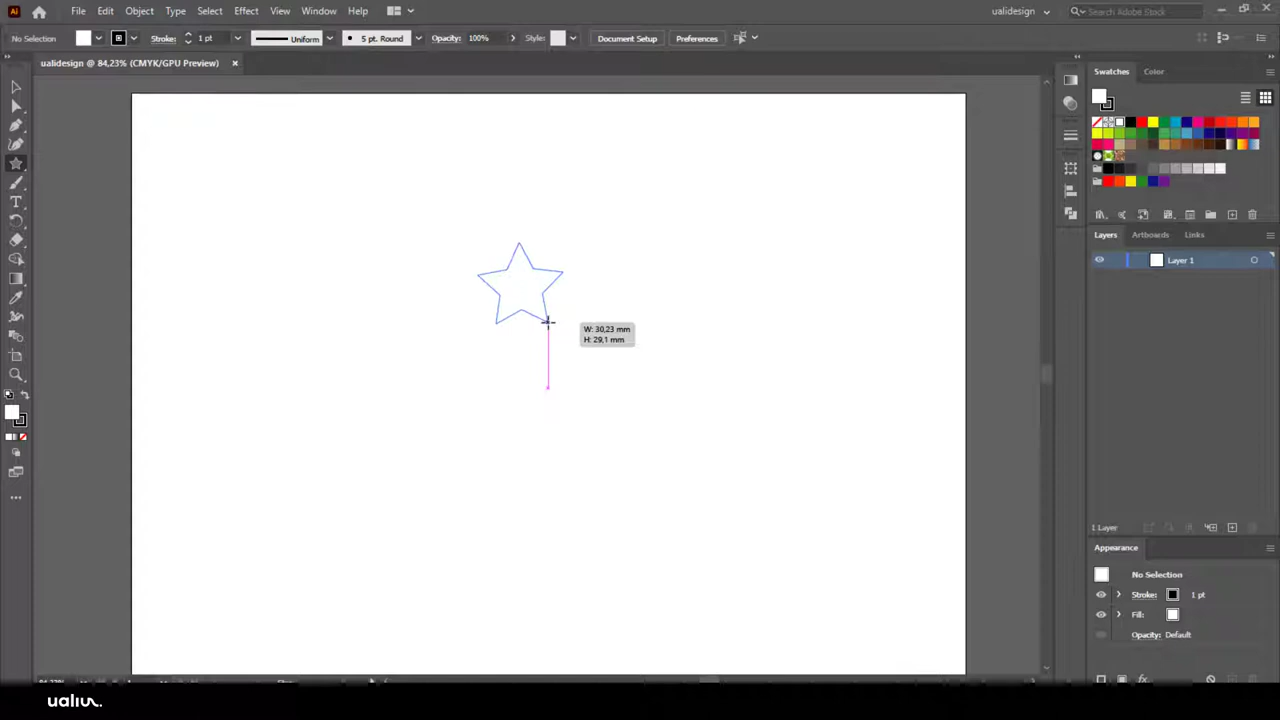 Ai File Edit Object Type Select Effect View Window Help ualidesign Search Adobe Stock
No Selection Stroke: 1 pt Uniform 5 pt. Round Opacity: 100% Style: Document Setup Preferences
ualidesign @ 84,23% (CMYK/GPU Preview)
Swatches Color
W: 30,23 mm
H: 29,1 mm
Layers Artboards Links
Layer 1
1 Layer
Appearance
No Selection
Stroke: 1 pt
Fill:
Opacity: Default
ualiux.